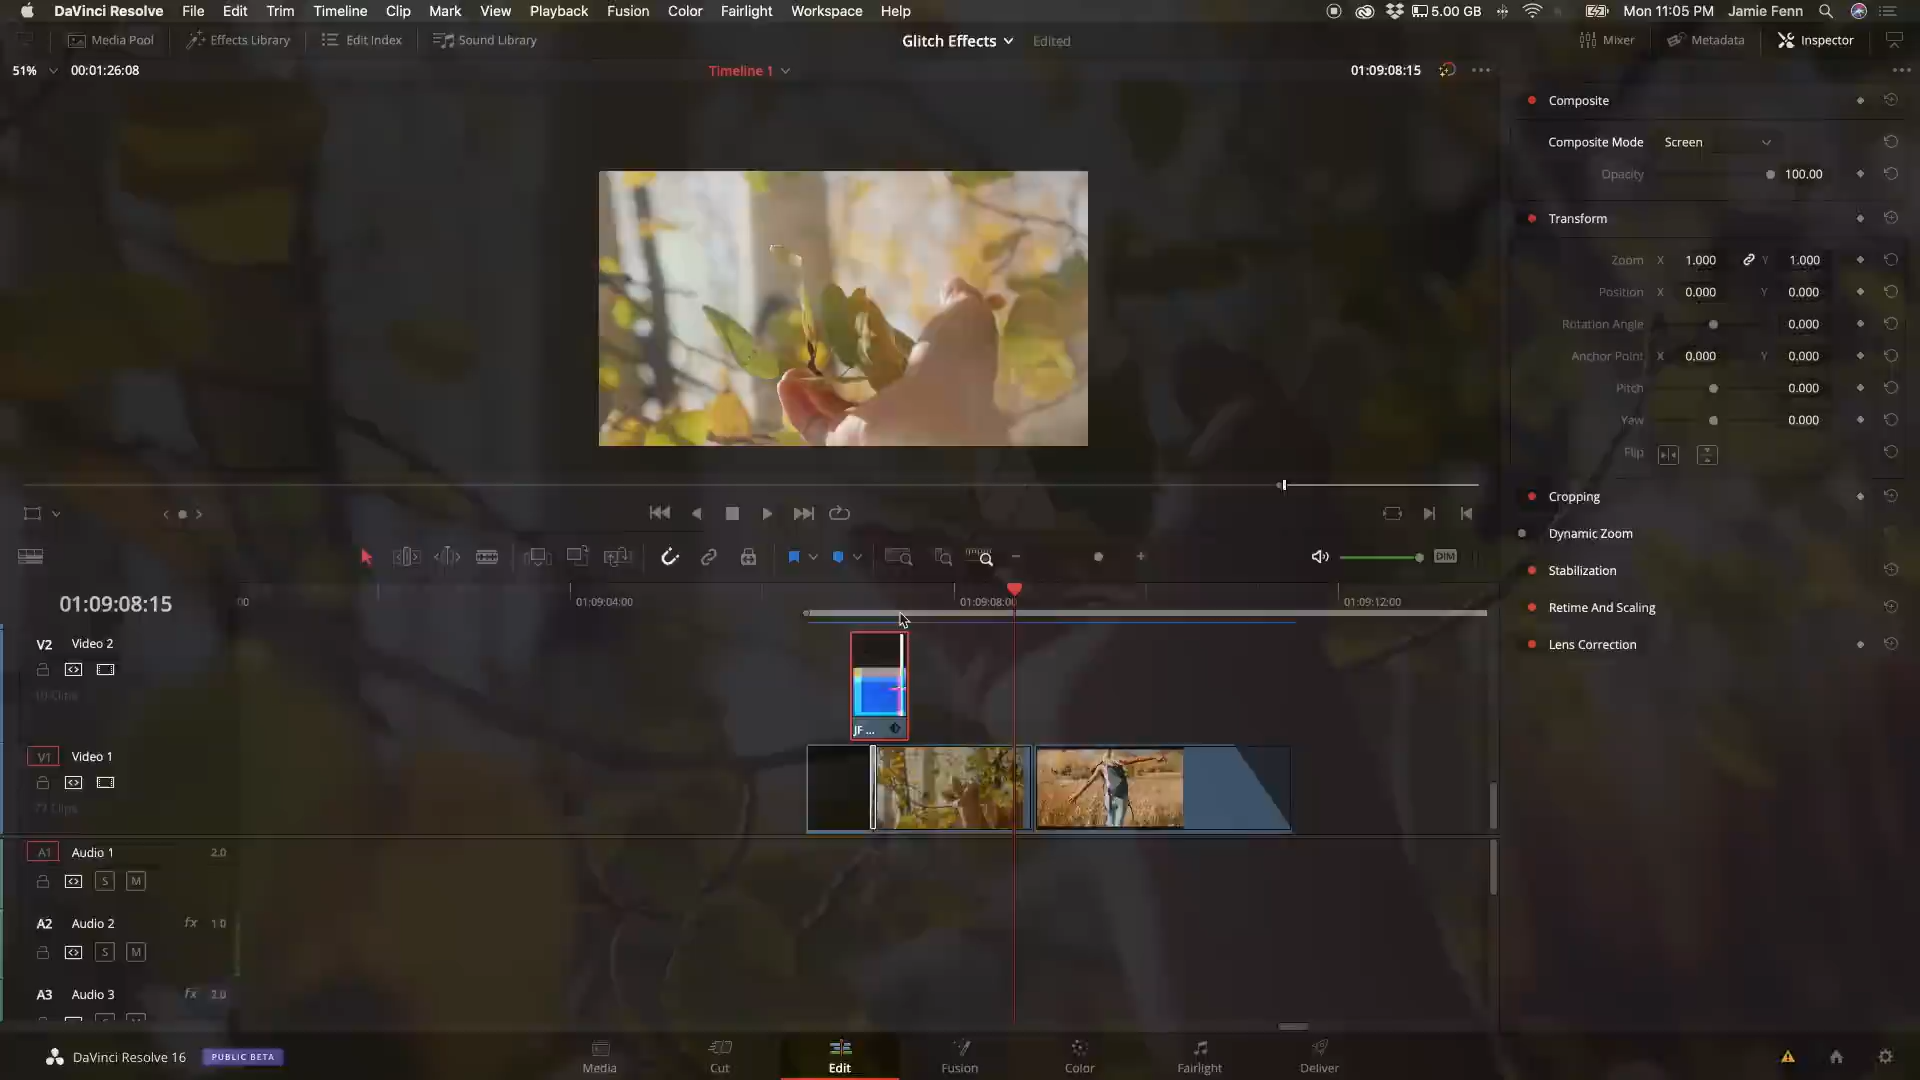 DaVinci Resolve File Edit Trim Timeline Clip Mark View Playback Fusion Color Fairlight Workspace Help 5.00 GB Mon 11:05 PM Jamie Fenn
Media Pool Effects Library Edit Index Sound Library Glitch Effects Edited Mixer Metadata Inspector
51% 00:01:26:08 Timeline 1 01:09:08:15
Composite
Composite Mode Screen
Opacity 100.00
Transform
Zoom X 1.000 Y 1.000
Position X 0.000 Y 0.000
Rotation Angle 0.000
Anchor Point X 0.000 Y 0.000
Pitch 0.000
Yaw 0.000
Flip
Cropping
Dynamic Zoom
Stabilization
Retime And Scaling
Lens Correction
DIM
01:09:08:15 00 01:09:04:00 01:09:08:00 01:09:12:00
V2 Video 2
JF ...
V1 Video 1
A1 Audio 1 2.0
S M
A2 Audio 2 fx 1.0
S M
A3 Audio 3 fx 2.0
DaVinci Resolve 16 PUBLIC BETA
Media Cut Edit Fusion Color Fairlight Deliver